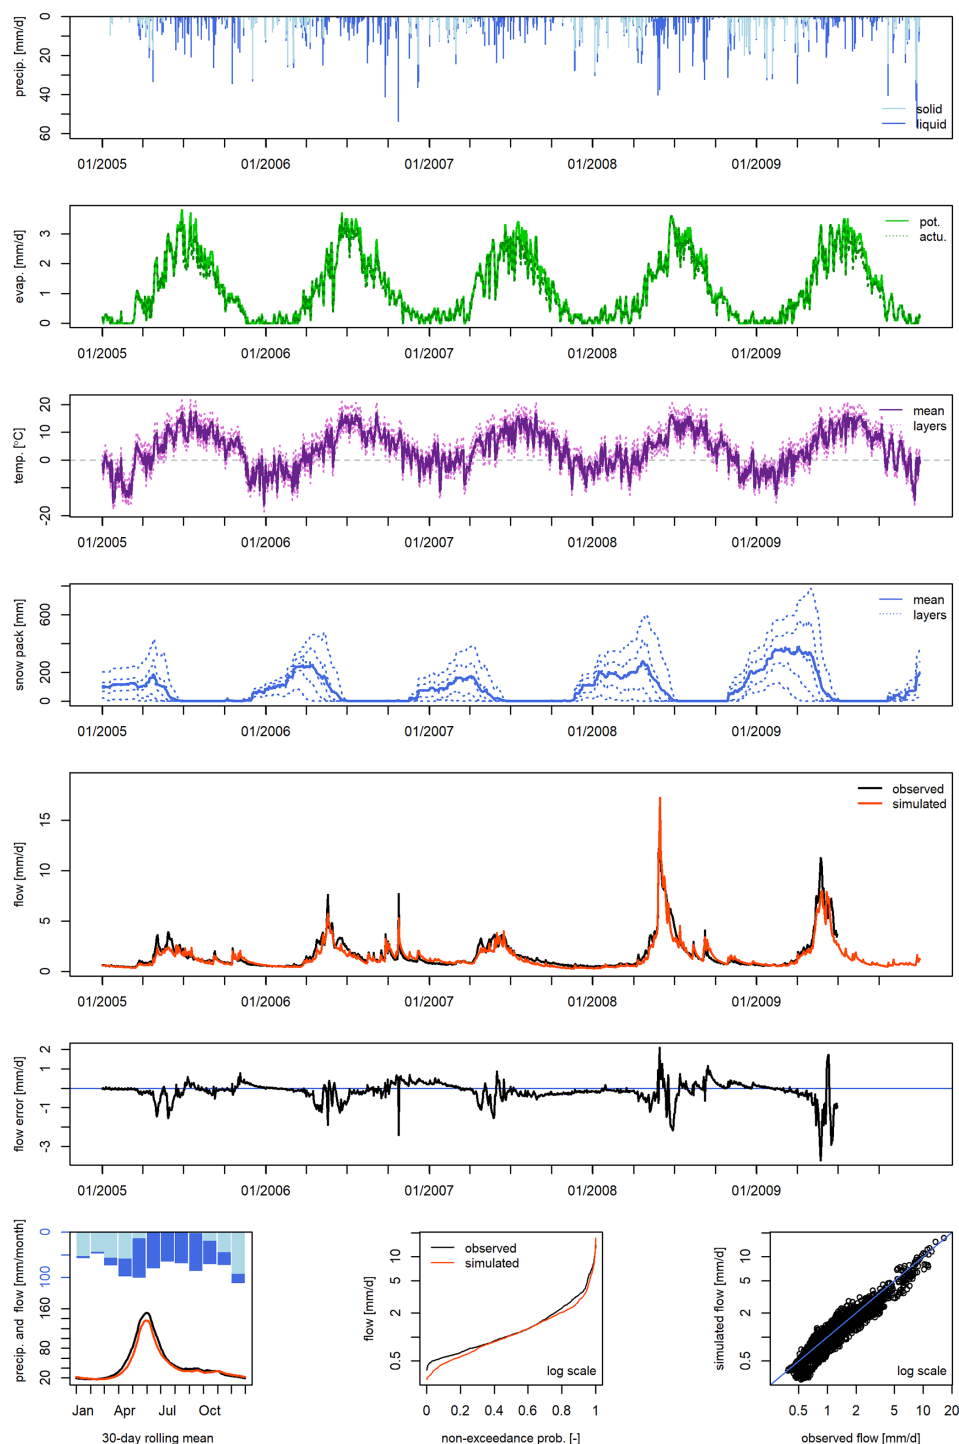 precip. [mm/d]
0
20
40
60
solid
liquid
01/2005 01/2006 01/2007 01/2008 01/2009
evap. [mm/d]
3
2
1
0
pot.
actu.
01/2005 01/2006 01/2007 01/2008 01/2009
temp. [°C]
20
10
0
-20
mean
layers
01/2005 01/2006 01/2007 01/2008 01/2009
snow pack [mm]
600
200
0
mean
layers
01/2005 01/2006 01/2007 01/2008 01/2009
flow [mm/d]
15
10
5
0
observed
simulated
01/2005 01/2006 01/2007 01/2008 01/2009
flow error [mm/d]
2
1
-1
-3
01/2005 01/2006 01/2007 01/2008 01/2009
precip. and flow [mm/month]
0
100
160
80
20
Jan Apr Jul Oct
30-day rolling mean
flow [mm/d]
10
5
2
0.5
observed
simulated
log scale
0 0.2 0.4 0.6 0.8 1
non-exceedance prob. [-]
simulated flow [mm/d]
10
5
2
0.5
log scale
0.5 1 2 5 10 20
observed flow [mm/d]